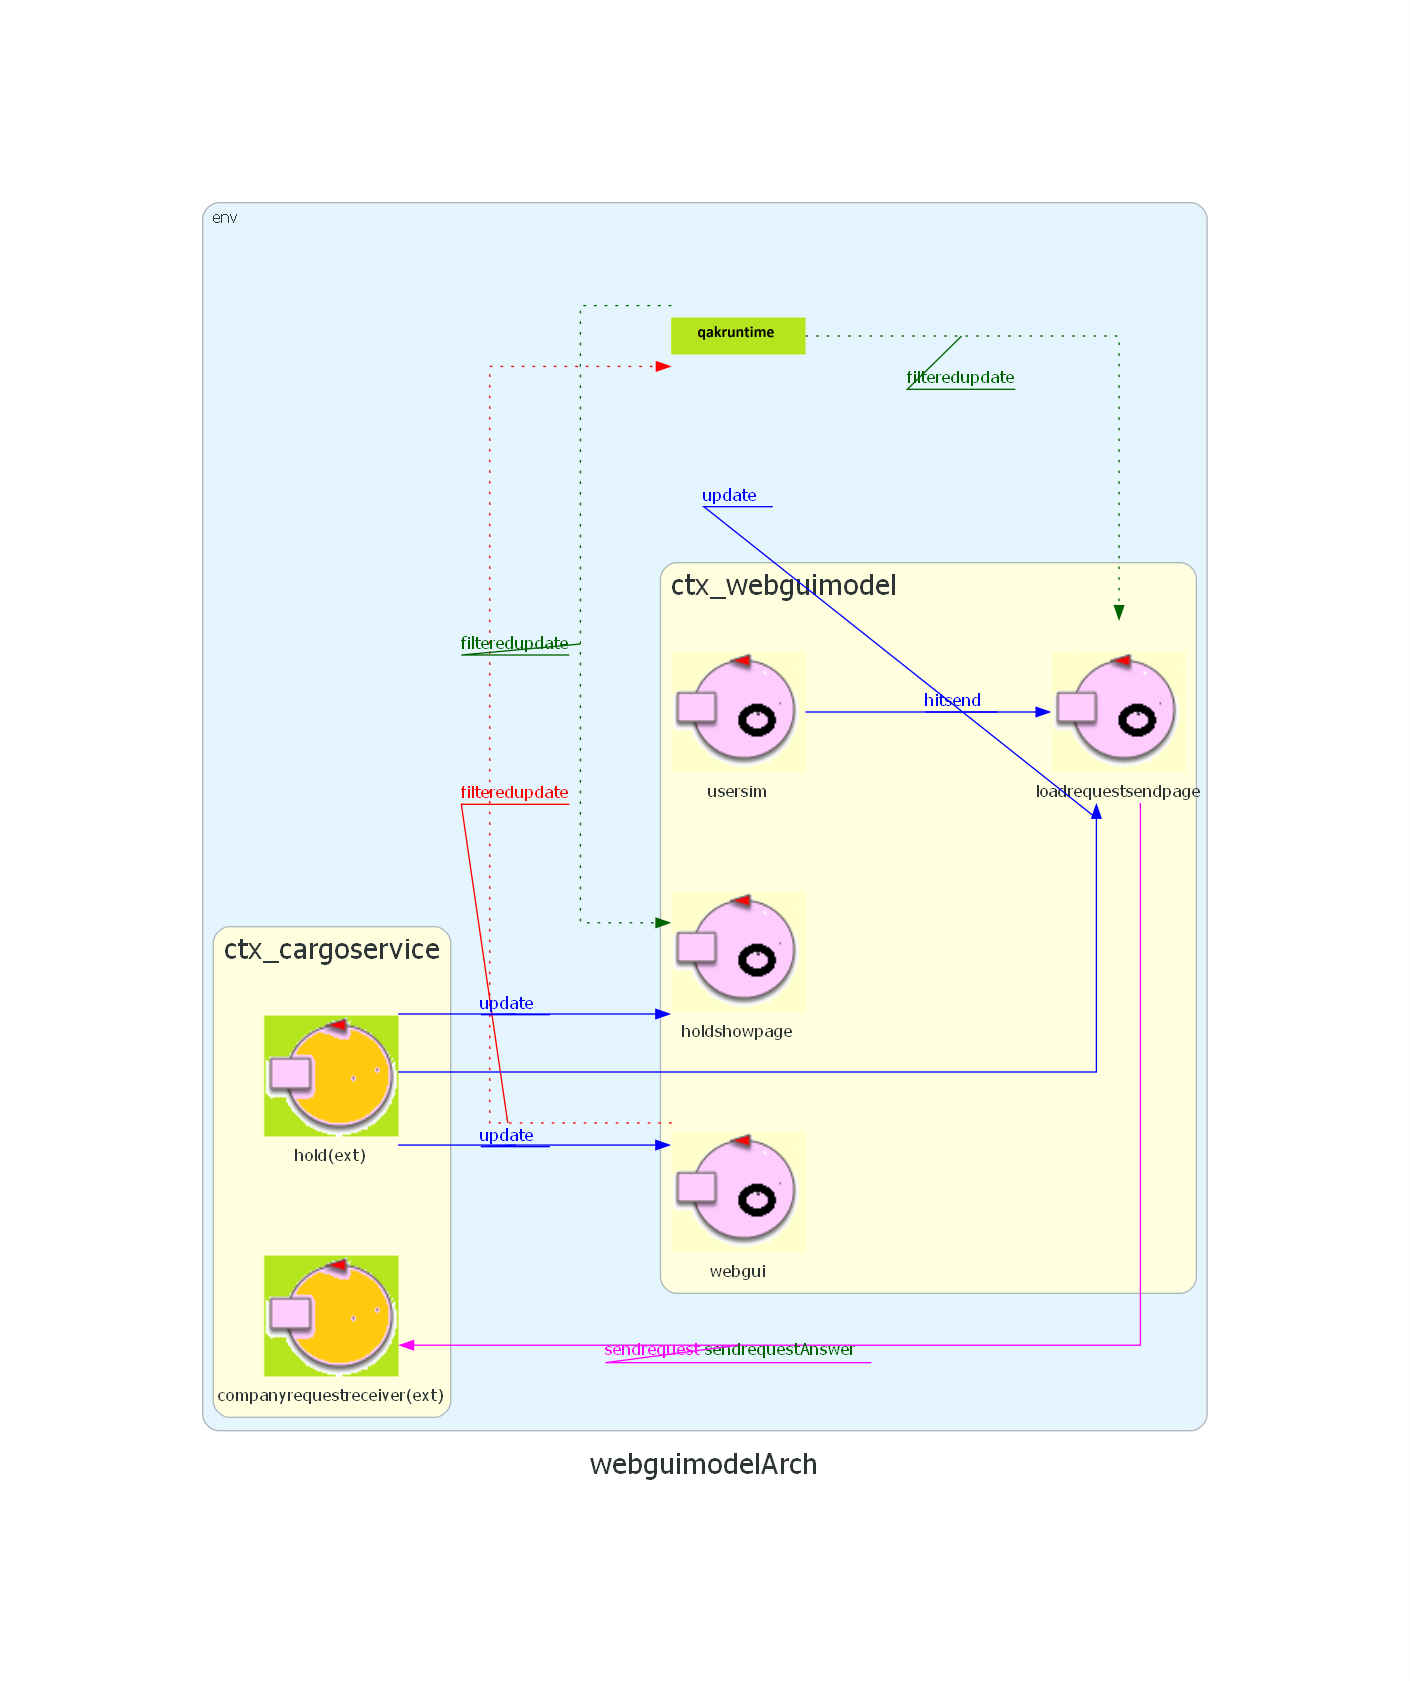 env
qakruntime
filteredupdate
update
ctx_webguimodel
filteredupdate
hitsend
usersim
loadrequestsendpage
filteredupdate
ctx_cargoservice
update
holdshowpage
update
hold(ext)
webgui
sendrequest sendrequestAnswer
companyrequestreceiver(ext)
webguimodelArch